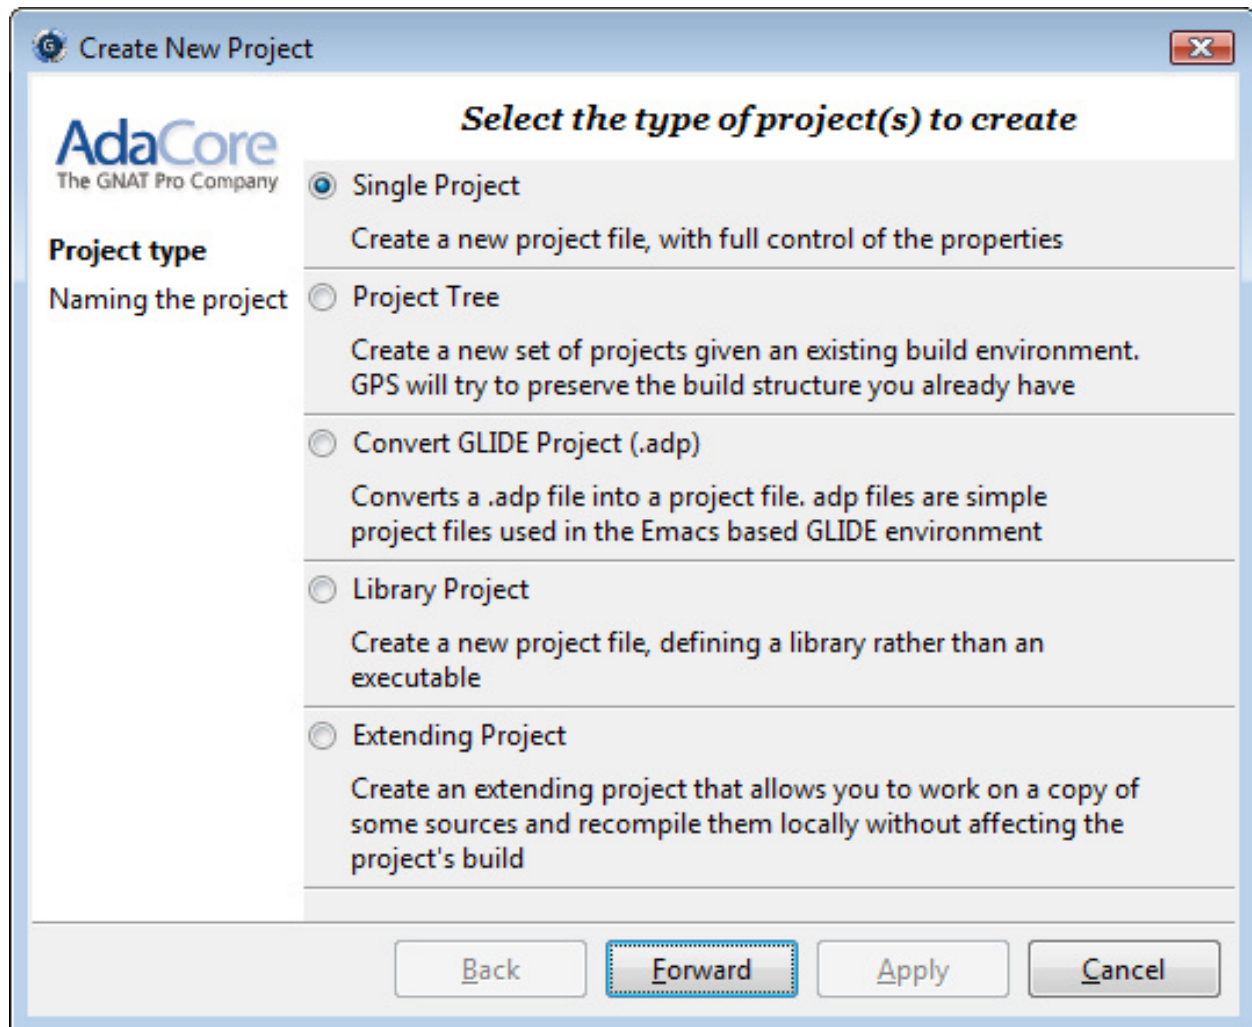 Create New Project
AdaCore
The GNAT Pro Company
Project type
Naming the project
Select the type of project(s) to create
Single Project
Create a new project file, with full control of the properties
Project Tree
Create a new set of projects given an existing build environment.
GPS will try to preserve the build structure you already have
Convert GLIDE Project (.adp)
Converts a .adp file into a project file. adp files are simple
project files used in the Emacs based GLIDE environment
Library Project
Create a new project file, defining a library rather than an
executable
Extending Project
Create an extending project that allows you to work on a copy of
some sources and recompile them locally without affecting the
project's build
Back
Forward
Apply
Cancel